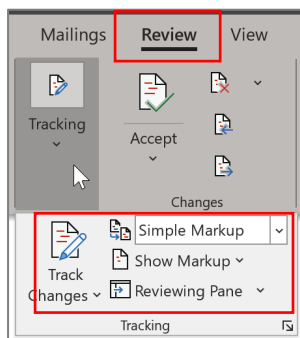 Mailings Review View
Tracking
Accept
Changes
Simple Markup
Show Markup
Track Changes
Reviewing Pane
Tracking